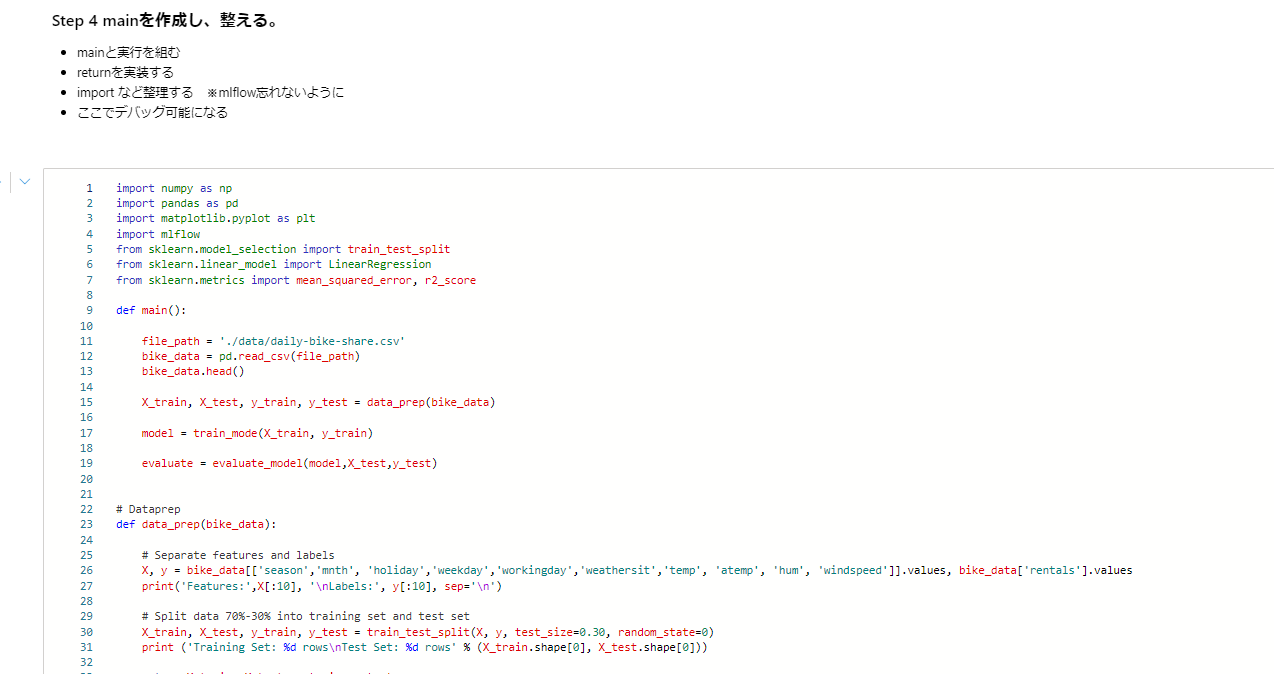 Step 4 mainを作成し、整える。
mainと実行を組む
returnを実装する
import など整理する　※mlflow忘れないように
ここでデバッグ可能になる
1 import numpy as np
2 import pandas as pd
3 import matplotlib.pyplot as plt
4 import mlflow
5 from sklearn.model_selection import train_test_split
6 from sklearn.linear_model import LinearRegression
7 from sklearn.metrics import mean_squared_error, r2_score
8
9 def main():
10
11 file_path = './data/daily-bike-share.csv'
12 bike_data = pd.read_csv(file_path)
13 bike_data.head()
14
15 X_train, X_test, y_train, y_test = data_prep(bike_data)
16
17 model = train_mode(X_train, y_train)
18
19 evaluate = evaluate_model(model,X_test,y_test)
20
21
22 # Dataprep
23 def data_prep(bike_data):
24
25 # Separate features and labels
26 X, y = bike_data[['season','mnth', 'holiday','weekday','workingday','weathersit','temp', 'atemp', 'hum', 'windspeed']].values, bike_data['rentals'].values
27 print('Features:',X[:10], '\nLabels:', y[:10], sep='\n')
28
29 # Split data 70%-30% into training set and test set
30 X_train, X_test, y_train, y_test = train_test_split(X, y, test_size=0.30, random_state=0)
31 print ('Training Set: %d rows\nTest Set: %d rows' % (X_train.shape[0], X_test.shape[0]))
32